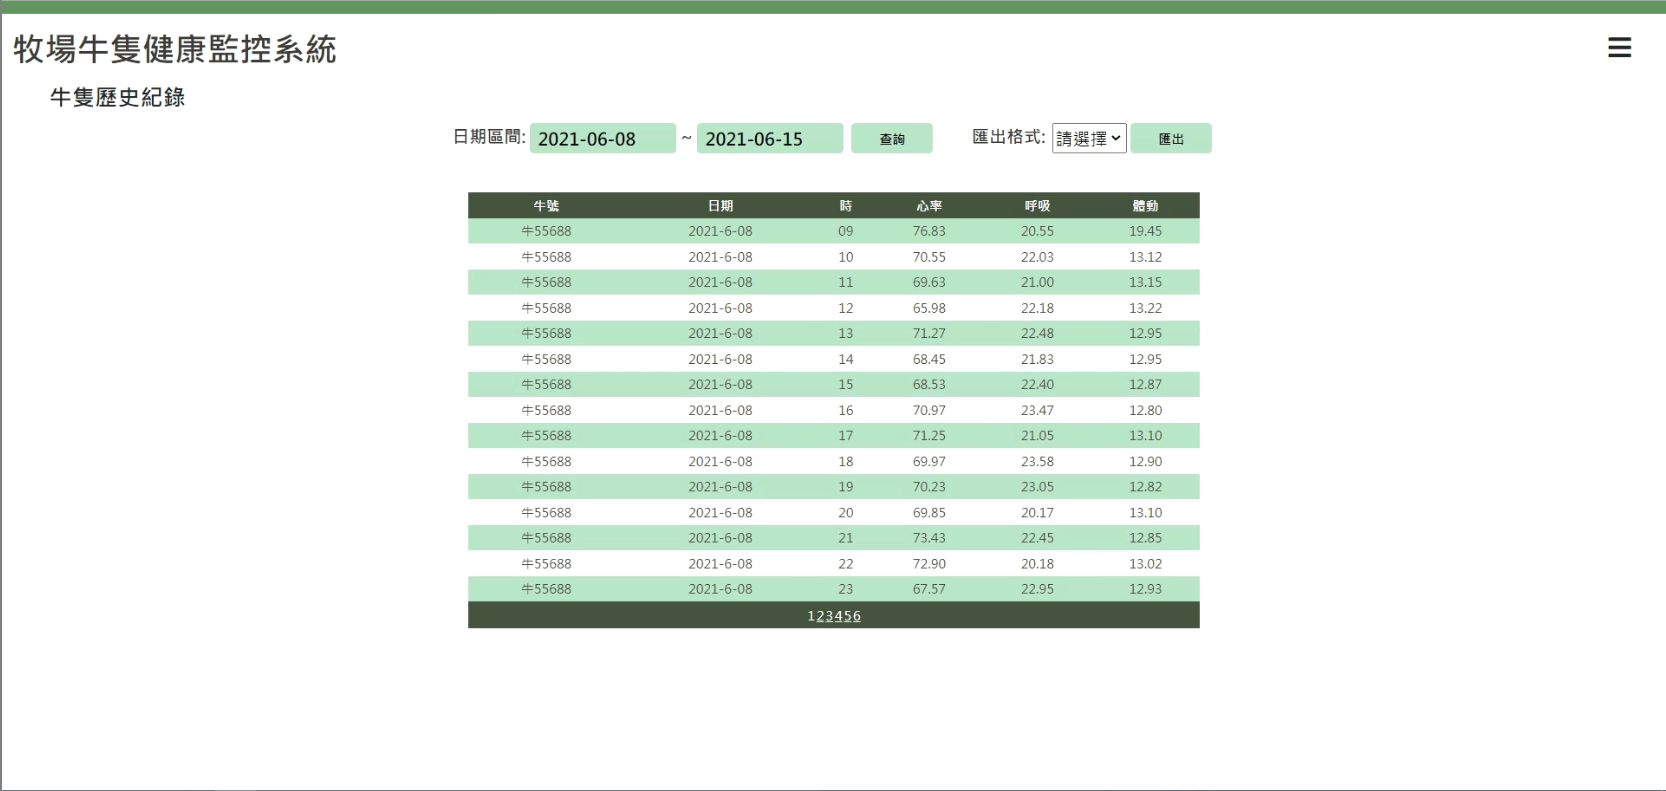 牧場牛隻健康監控系統
牛隻歷史紀錄
日期區間: 2021-06-08 ~ 2021-06-15 查詢 匯出格式: 請選擇 匯出
牛號 日期 時 心率 呼吸 體動
牛55688 2021-6-08 09 76.83 20.55 19.45
牛55688 2021-6-08 10 70.55 22.03 13.12
牛55688 2021-6-08 11 69.63 21.00 13.15
牛55688 2021-6-08 12 65.98 22.18 13.22
牛55688 2021-6-08 13 71.27 22.48 12.95
牛55688 2021-6-08 14 68.45 21.83 12.95
牛55688 2021-6-08 15 68.53 22.40 12.87
牛55688 2021-6-08 16 70.97 23.47 12.80
牛55688 2021-6-08 17 71.25 21.05 13.10
牛55688 2021-6-08 18 69.97 23.58 12.90
牛55688 2021-6-08 19 70.23 23.05 12.82
牛55688 2021-6-08 20 69.85 20.17 13.10
牛55688 2021-6-08 21 73.43 22.45 12.85
牛55688 2021-6-08 22 72.90 20.18 13.02
牛55688 2021-6-08 23 67.57 22.95 12.93
123456